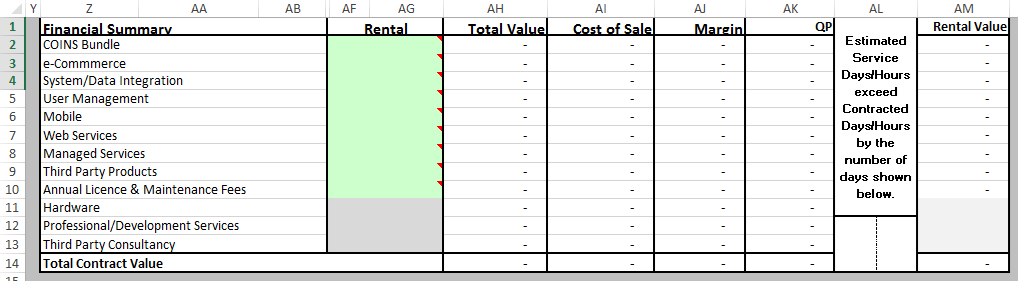 Y Z AA AB AF AG AH AI AJ AK AL AM
1 Financial Summary Rental Total Value Cost of Sale Margin QP Rental Value
2 COINS Bundle - - - - -
3 e-Commmerce - - - - -
4 System/Data Integration - - - - -
5 User Management - - - - -
6 Mobile - - - - -
7 Web Services - - - - -
8 Managed Services - - - - -
9 Third Party Products - - - - -
10 Annual Licence & Maintenance Fees - - - - -
11 Hardware - - - -
12 Professional/Development Services - - - -
13 Third Party Consultancy - - - -
14 Total Contract Value - - - - -
15
Estimated
Service
Days/Hours
exceed
Contracted
Days/Hours
by the
number of
days shown
below.